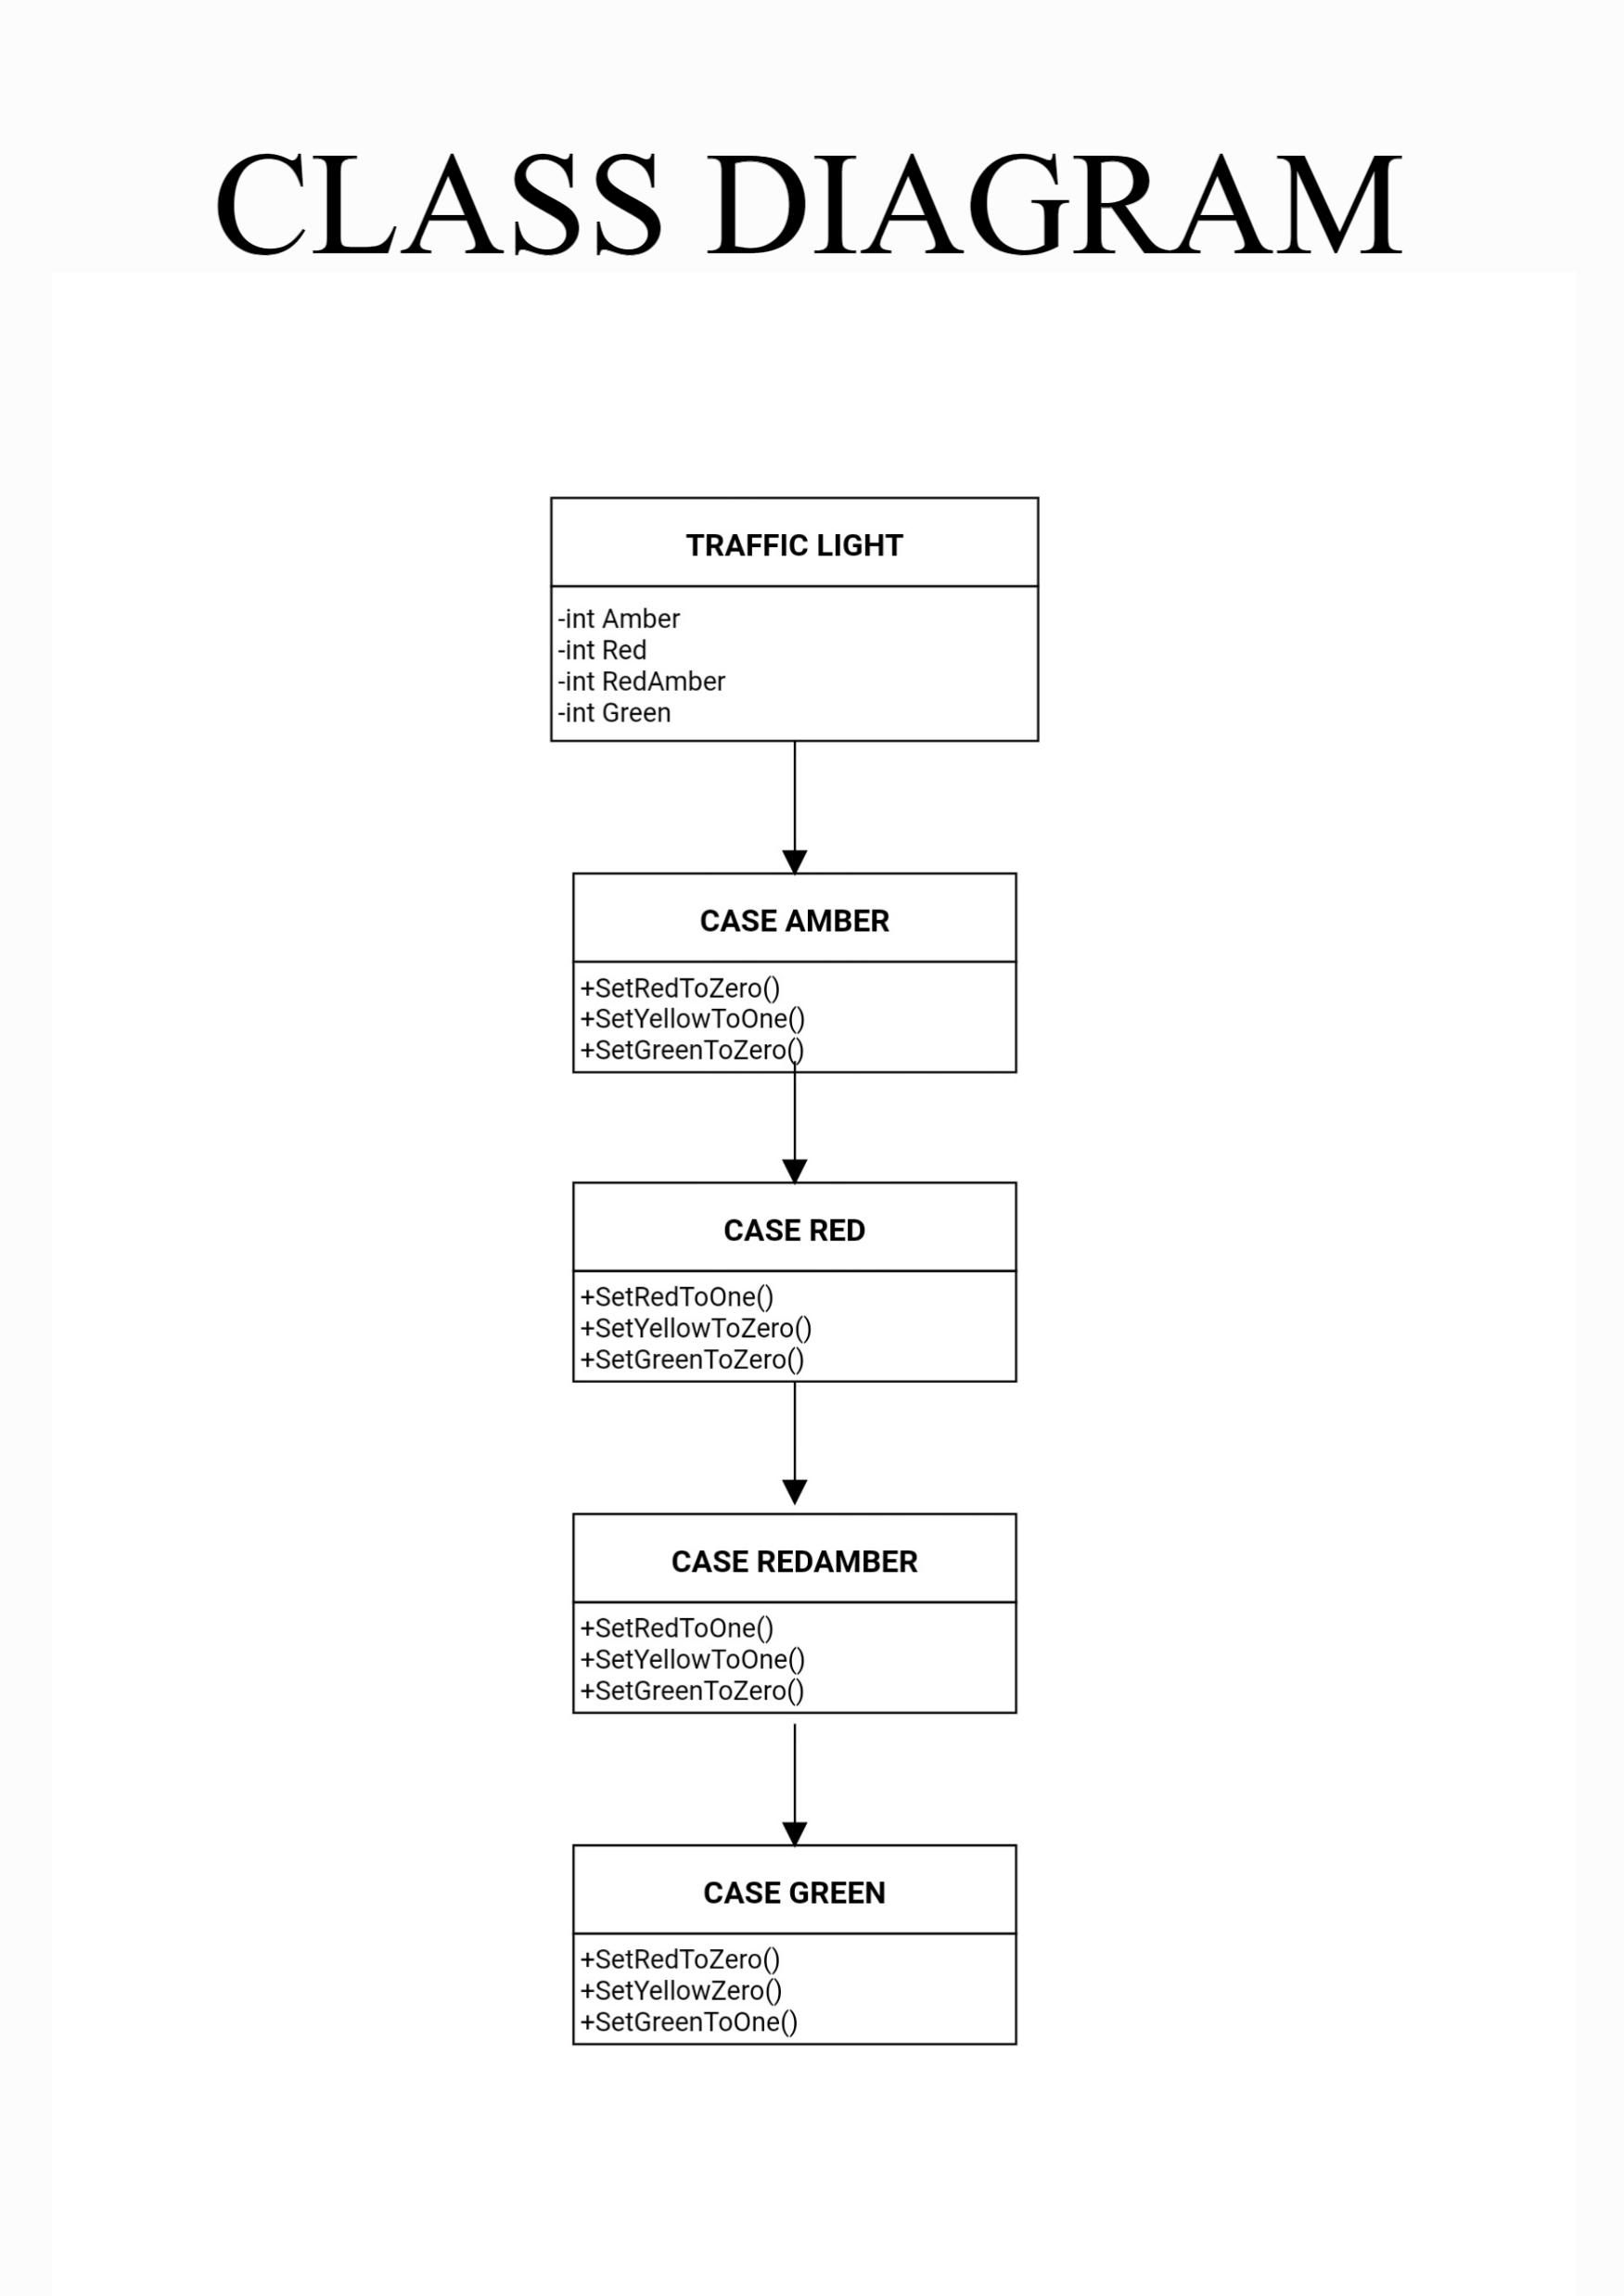 CLASS DIAGRAM
TRAFFIC LIGHT
-int Amber
-int Red
-int RedAmber
-int Green
CASE AMBER
+SetRedToZero()
+SetYellowToOne()
+SetGreenToZero()
CASE RED
+SetRedToOne()
+SetYellowToZero()
+SetGreenToZero()
CASE REDAMBER
+SetRedToOne()
+SetYellowToOne()
+SetGreenToZero()
CASE GREEN
+SetRedToZero()
+SetYellowZero()
+SetGreenToOne()